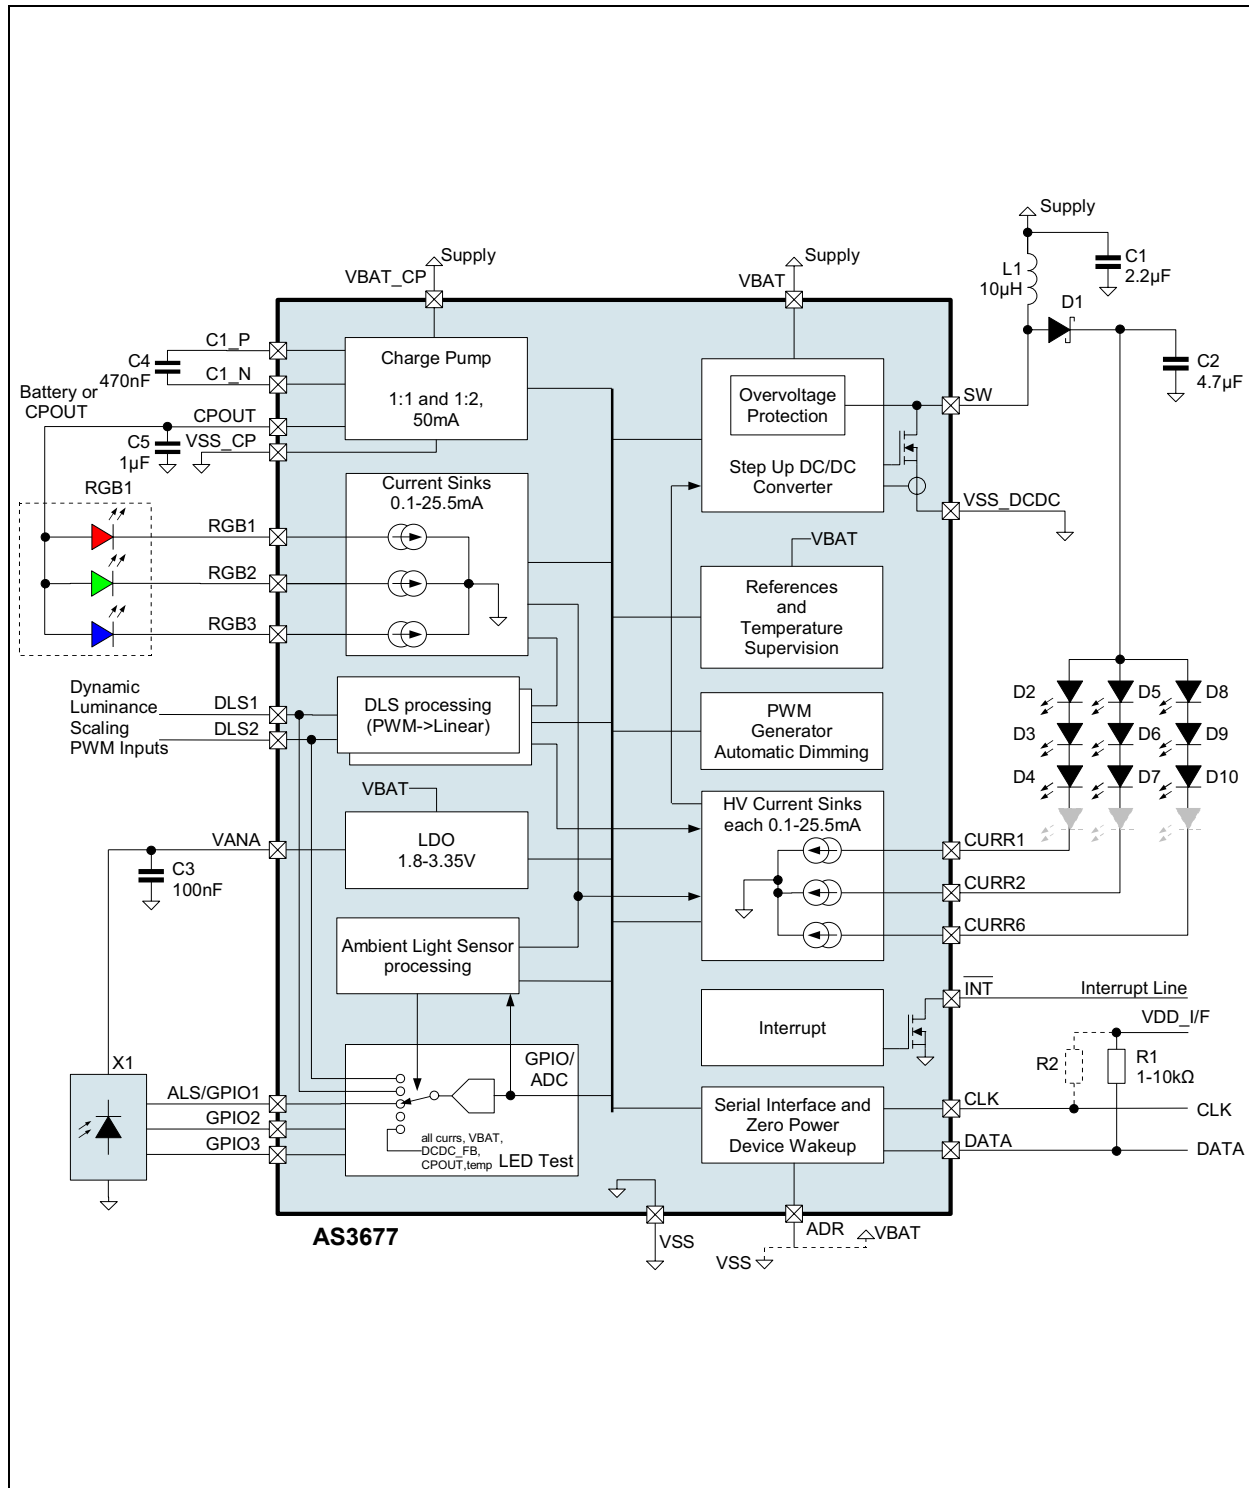 Supply
Supply
VBAT_CP
Supply
VBAT
L1
10µH
C1
2.2µF
D1
C2
4.7µF
C1_P
C4
470nF
C1_N
Battery or
CPOUT
CPOUT
C5
1µF
VSS_CP
Charge Pump
1:1 and 1:2,
50mA
Overvoltage
Protection
Step Up DC/DC
Converter
SW
VSS_DCDC
RGB1
Current Sinks
0.1-25.5mA
RGB1
RGB2
RGB3
VBAT
References
and
Temperature
Supervision
Dynamic
Luminance
Scaling
PWM Inputs
DLS1
DLS2
DLS processing
(PWM->Linear)
PWM
Generator
Automatic Dimming
D2
D5
D8
D3
D6
D9
D4
D7
D10
VBAT
LDO
1.8-3.35V
VANA
C3
100nF
HV Current Sinks
each 0.1-25.5mA
CURR1
CURR2
CURR6
Ambient Light Sensor
processing
Interrupt
INT
Interrupt Line
VDD_I/F
R2
R1
1-10kΩ
X1
ALS/GPIO1
GPIO2
GPIO3
GPIO/
ADC
all currs, VBAT,
DCDC_FB,
CPOUT,temp
LED Test
Serial Interface and
Zero Power
Device Wakeup
CLK
CLK
DATA
DATA
AS3677
VSS
ADR
VBAT
VSS